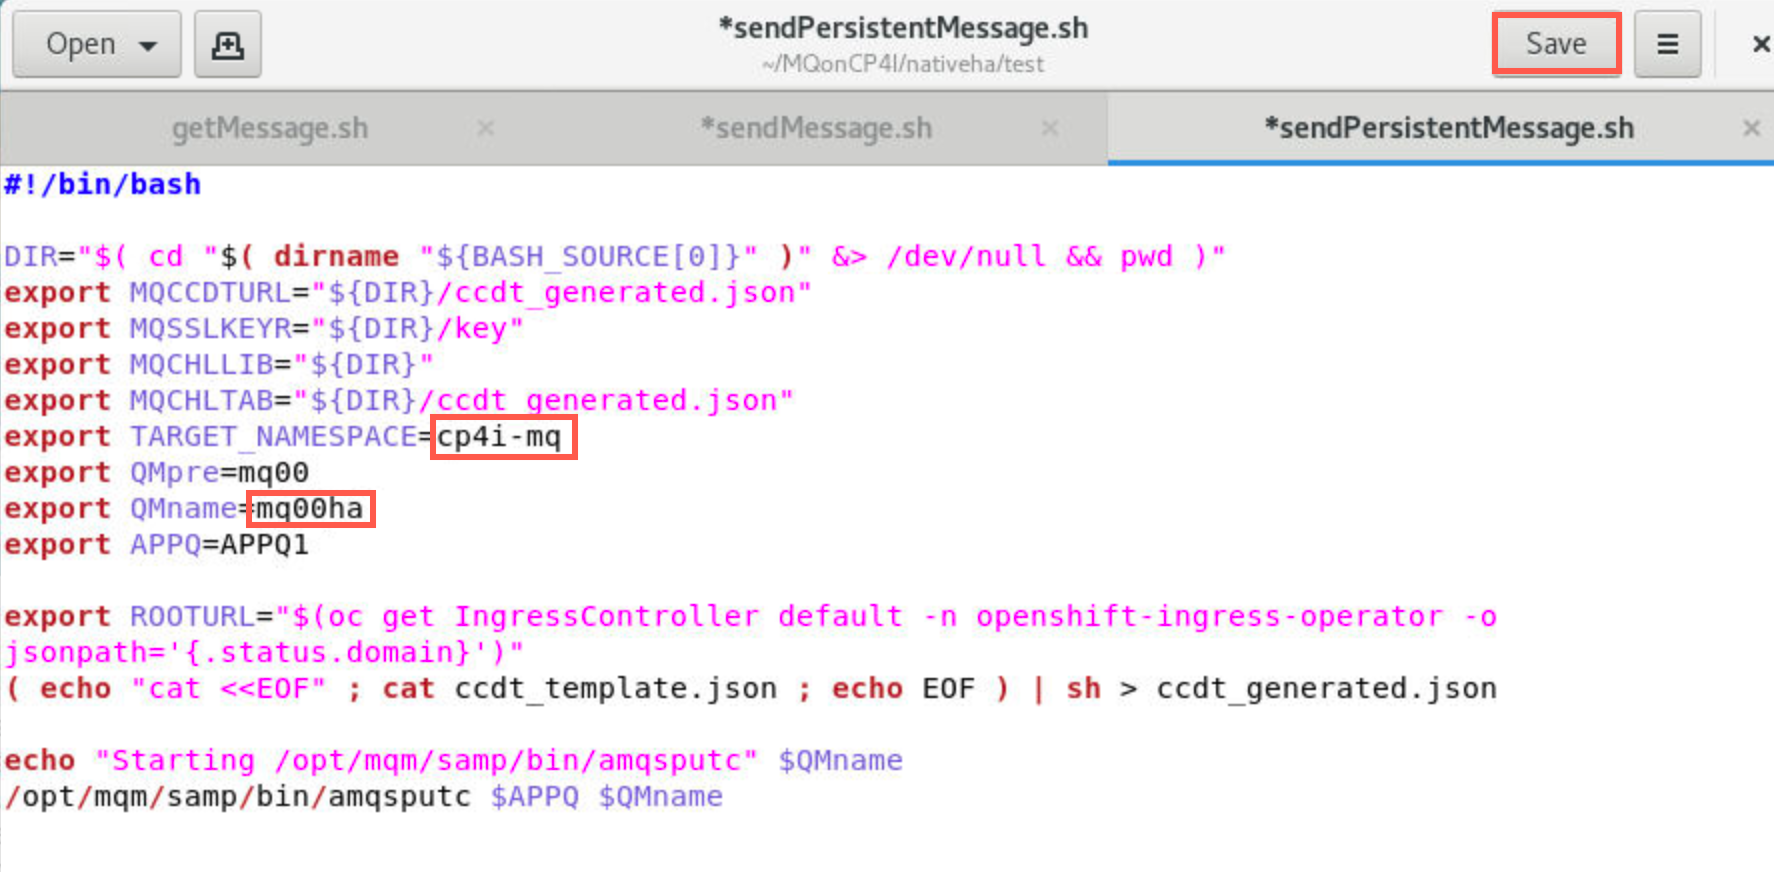 Open
*sendPersistentMessage.sh
~/MQonCP4I/nativeha/test
Save
getMessage.sh
*sendMessage.sh
*sendPersistentMessage.sh
#!/bin/bash
DIR="$( cd "$( dirname "${BASH_SOURCE[0]}" )" &> /dev/null && pwd )"
export MQCCDTURL="${DIR}/ccdt_generated.json"
export MQSSLKEYR="${DIR}/key"
export MQCHLLIB="${DIR}"
export MQCHLTAB="${DIR}/ccdt_generated.json"
export TARGET_NAMESPACE=cp4i-mq
export QMpre=mq00
export QMname=mq00ha
export APPQ=APPQ1
export ROOTURL="$(oc get IngressController default -n openshift-ingress-operator -o
jsonpath='{.status.domain}')"
( echo "cat <<EOF" ; cat ccdt_template.json ; echo EOF ) | sh > ccdt_generated.json
echo "Starting /opt/mqm/samp/bin/amqsputc" $QMname
/opt/mqm/samp/bin/amqsputc $APPQ $QMname